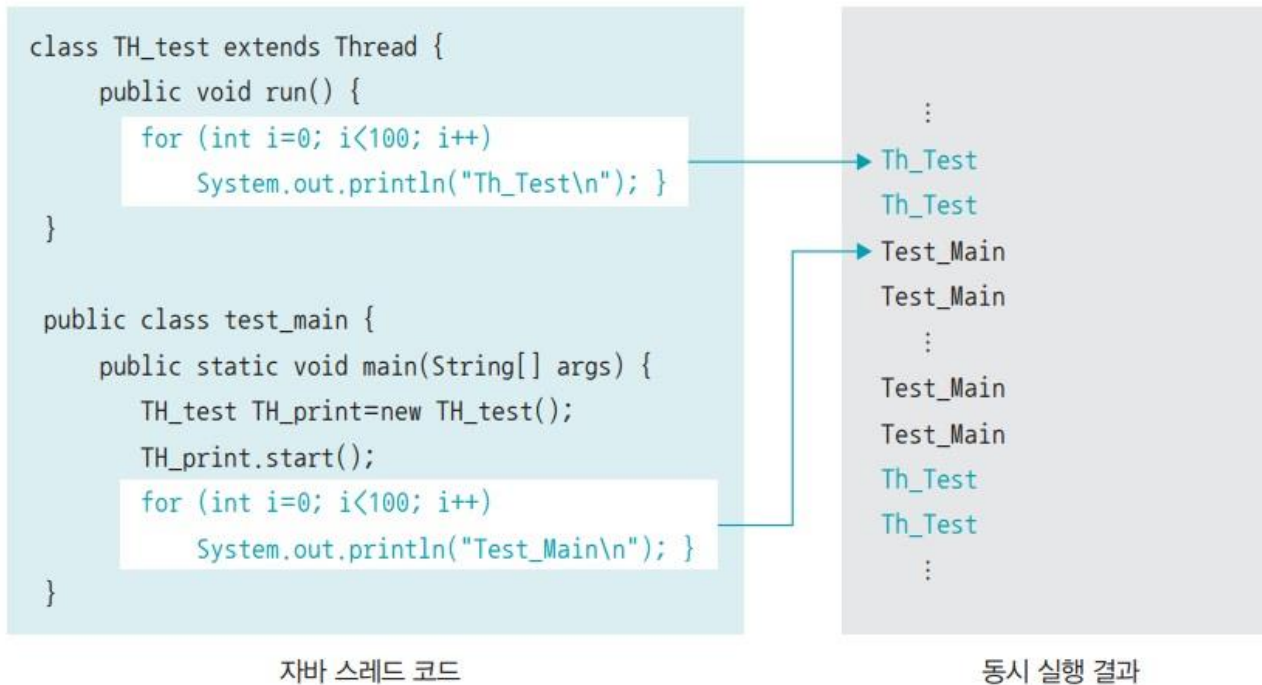 class TH_test extends Thread {
public void run() {
for (int i=0; i<100; i++)
System.out.println("Th_Test\n"); }
}
public class test_main {
public static void main(String[] args) {
TH_test TH_print=new TH_test();
TH_print.start();
for (int i=0; i<100; i++)
System.out.println("Test_Main\n"); }
}
자바 스레드 코드
⋮
Th_Test
Th_Test
Test_Main
Test_Main
⋮
Test_Main
Test_Main
Th_Test
Th_Test
⋮
동시 실행 결과